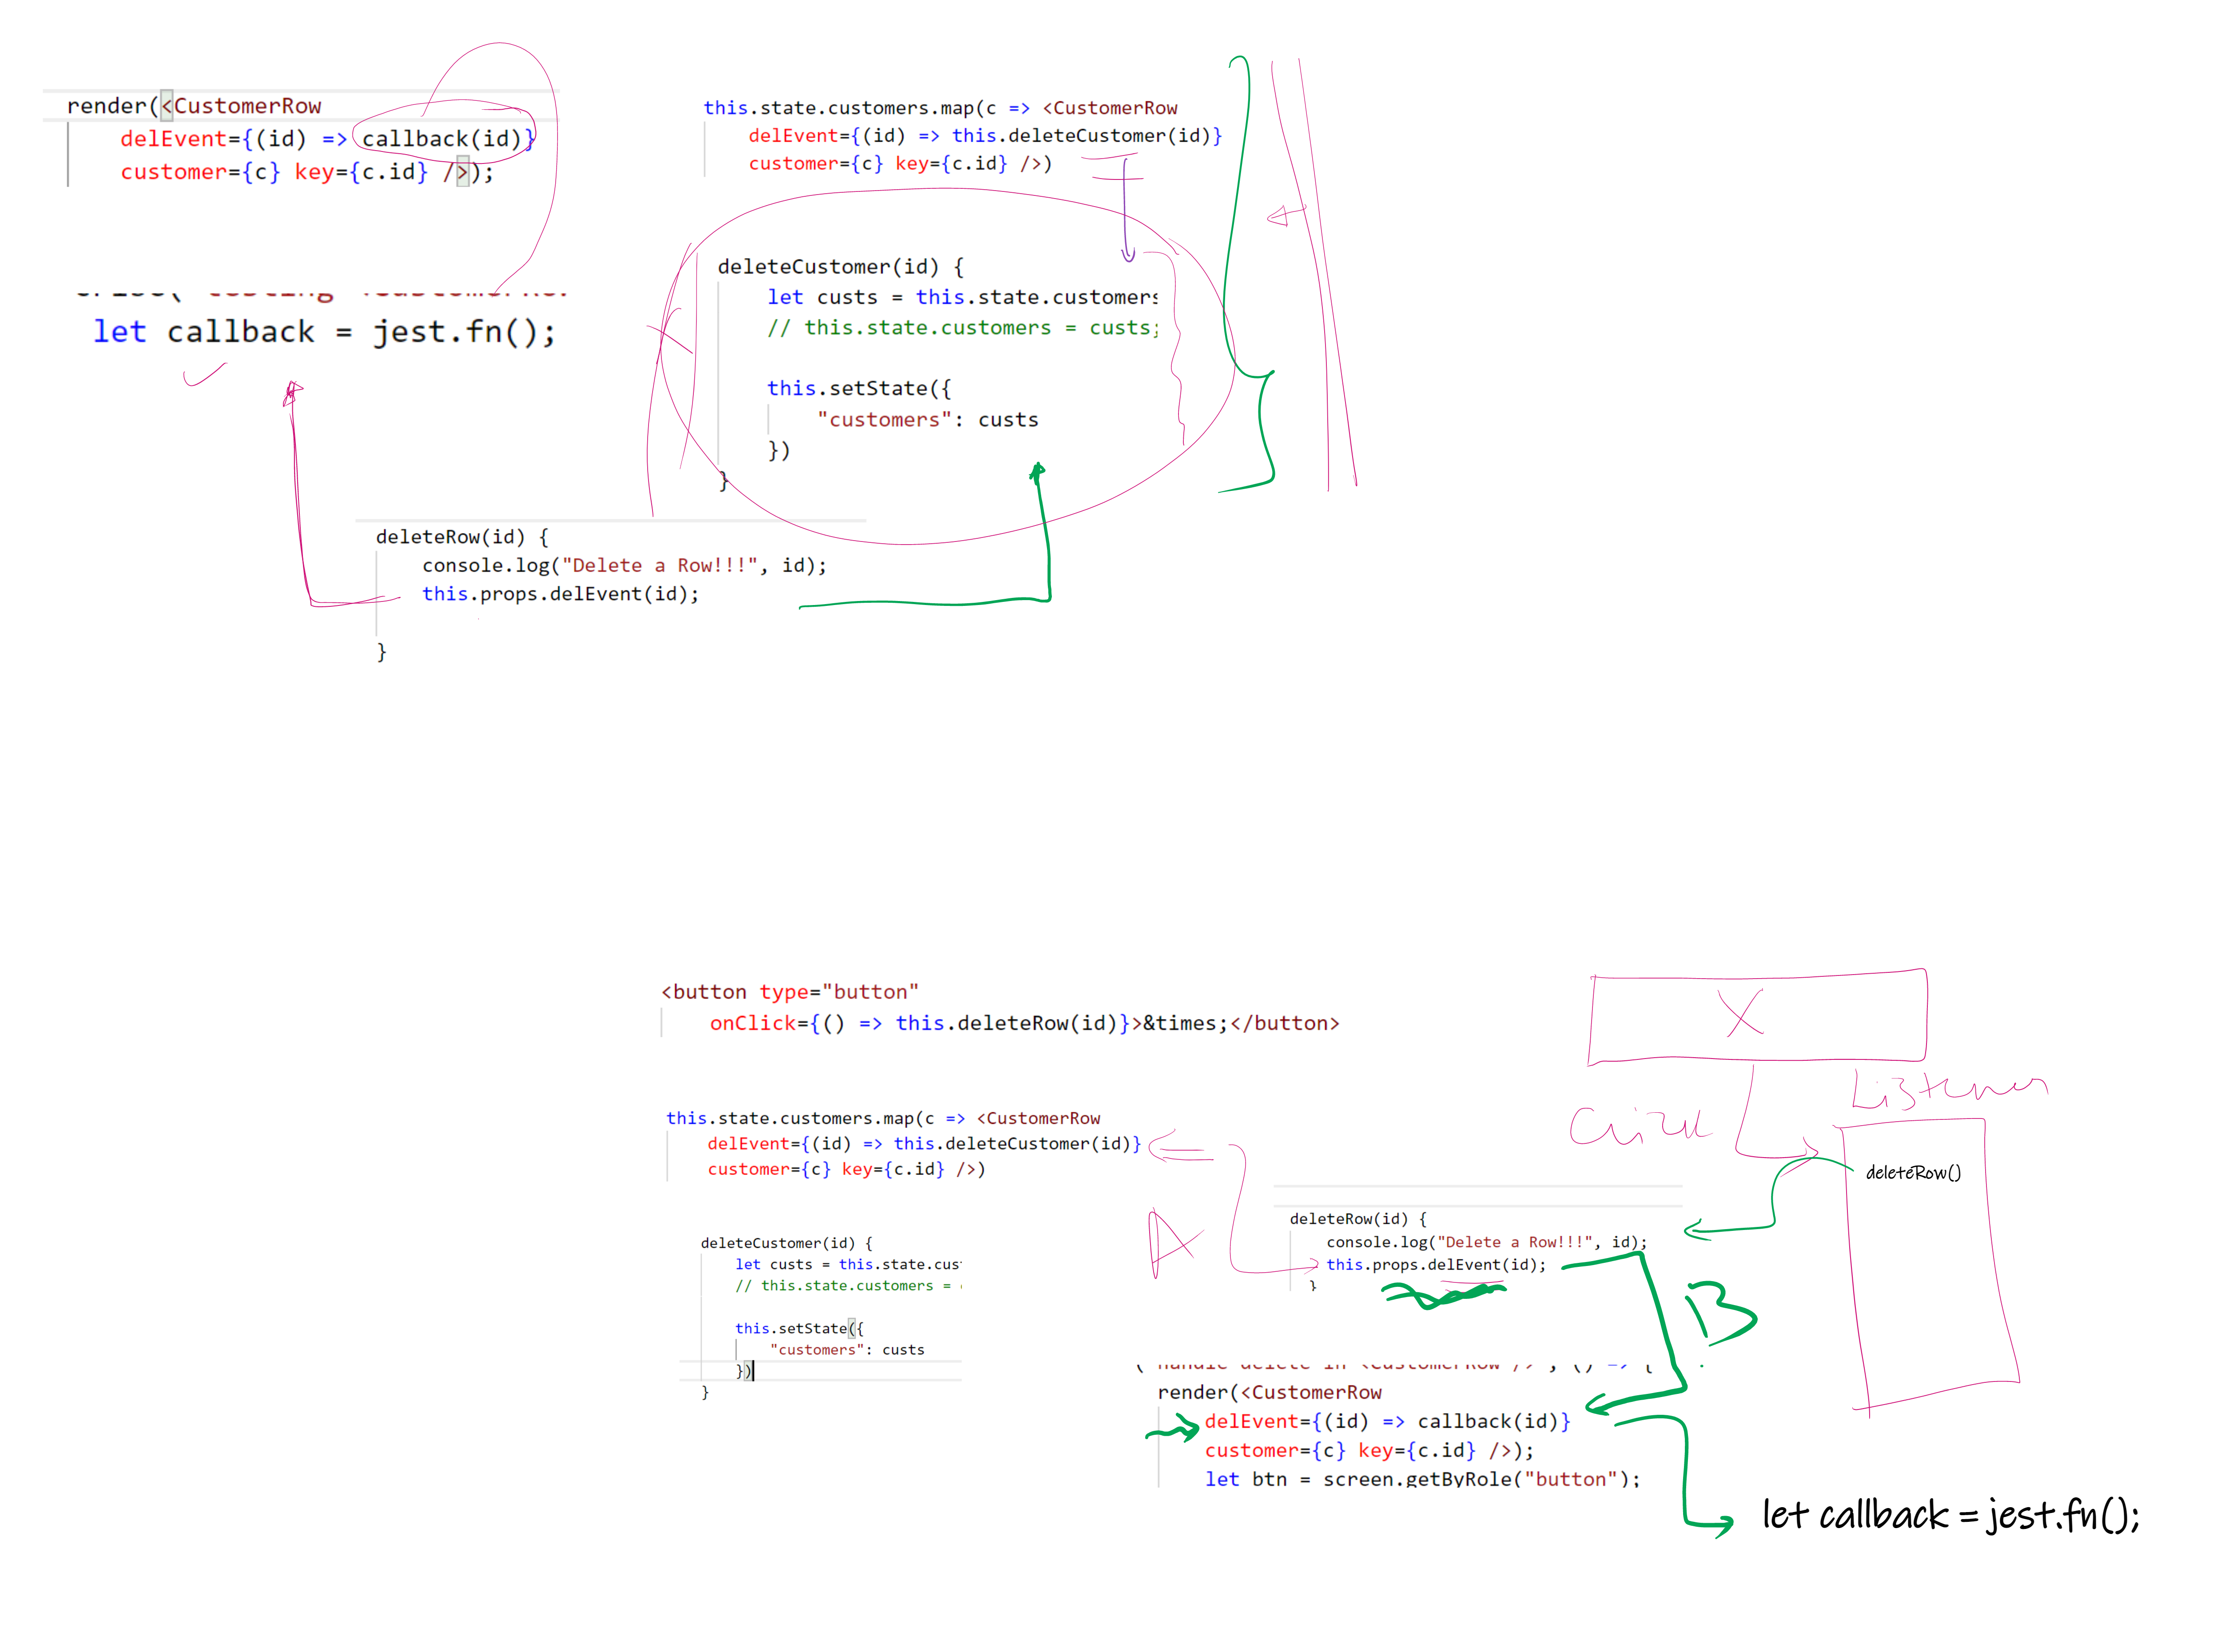 render(<CustomerRow
delEvent={(id) => callback(id)}
customer={c} key={c.id} />);
let callback = jest.fn();
this.state.customers.map(c => <CustomerRow
delEvent={(id) => this.deleteCustomer(id)}
customer={c} key={c.id} />)
deleteCustomer(id) {
let custs = this.state.customers
// this.state.customers = custs;
this.setState({
"customers": custs
})
}
deleteRow(id) {
console.log("Delete a Row!!!", id);
this.props.delEvent(id);
}
<button type="button"
onClick={() => this.deleteRow(id)}>&times;</button>
X
Listener
deleteRow()
this.state.customers.map(c => <CustomerRow
delEvent={(id) => this.deleteCustomer(id)}
customer={c} key={c.id} />)
A
deleteRow(id) {
console.log("Delete a Row!!!", id);
this.props.delEvent(id);
}
B
deleteCustomer(id) {
let custs = this.state.cus
// this.state.customers =
this.setState({
"customers": custs
})
}
("handle delete in <CustomerRow />", () => {
render(<CustomerRow
delEvent={(id) => callback(id)}
customer={c} key={c.id} />);
let btn = screen.getByRole("button");
let callback = jest.fn();